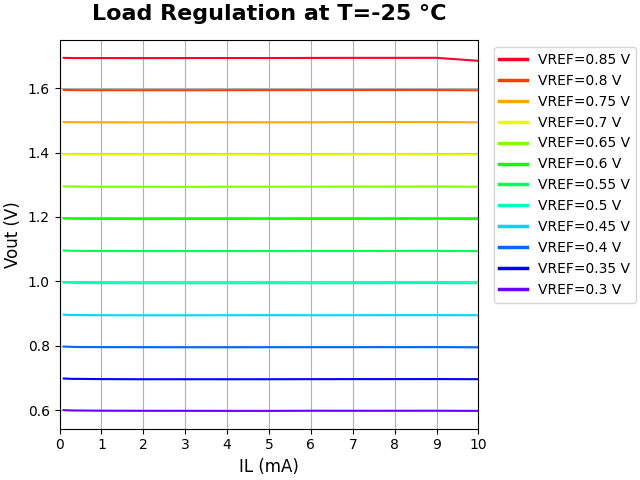 Load Regulation at T=-25 °C
Vout (V)
1.6
1.4
1.2
1.0
0.8
0.6
0 1 2 3 4 5 6 7 8 9 10
IL (mA)
VREF=0.85 V
VREF=0.8 V
VREF=0.75 V
VREF=0.7 V
VREF=0.65 V
VREF=0.6 V
VREF=0.55 V
VREF=0.5 V
VREF=0.45 V
VREF=0.4 V
VREF=0.35 V
VREF=0.3 V